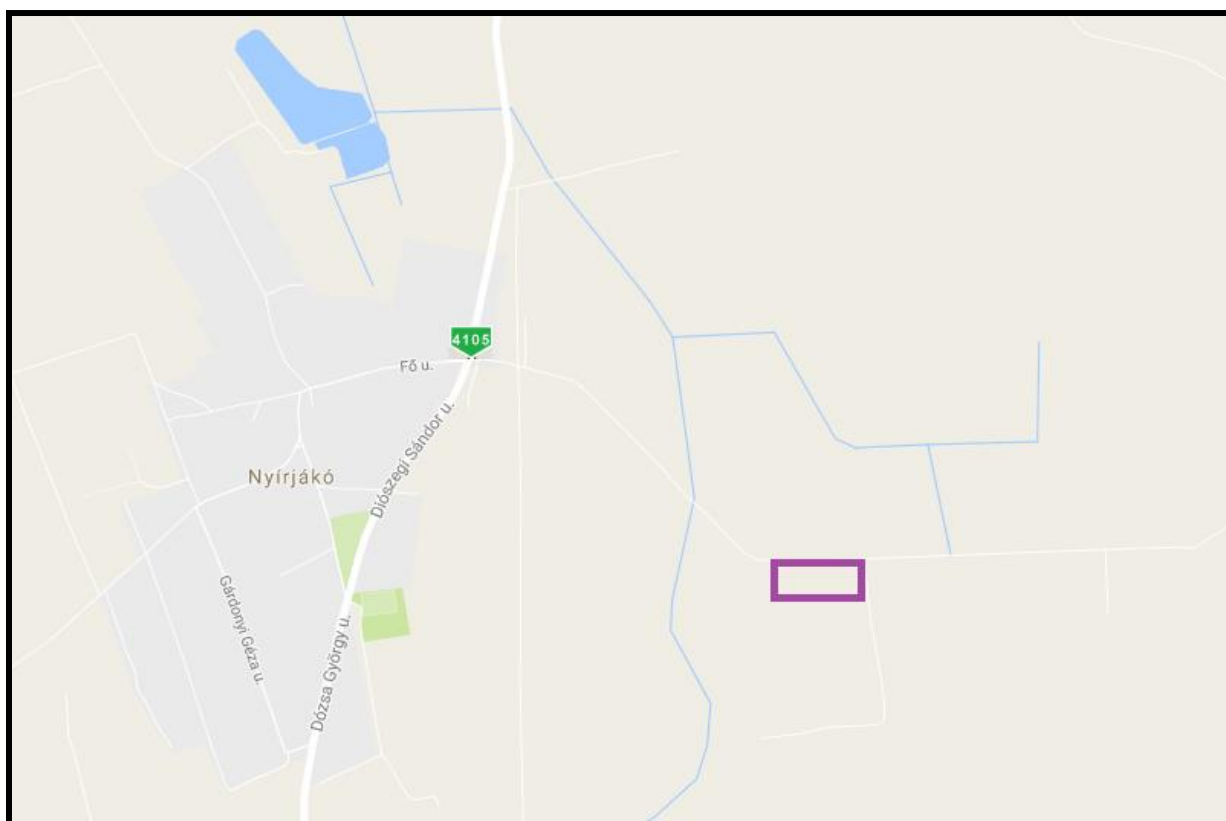 4105
Fő u.
Diószegi Sándor u.
Nyírjákó
Gárdonyi Géza u.
Dózsa György u.